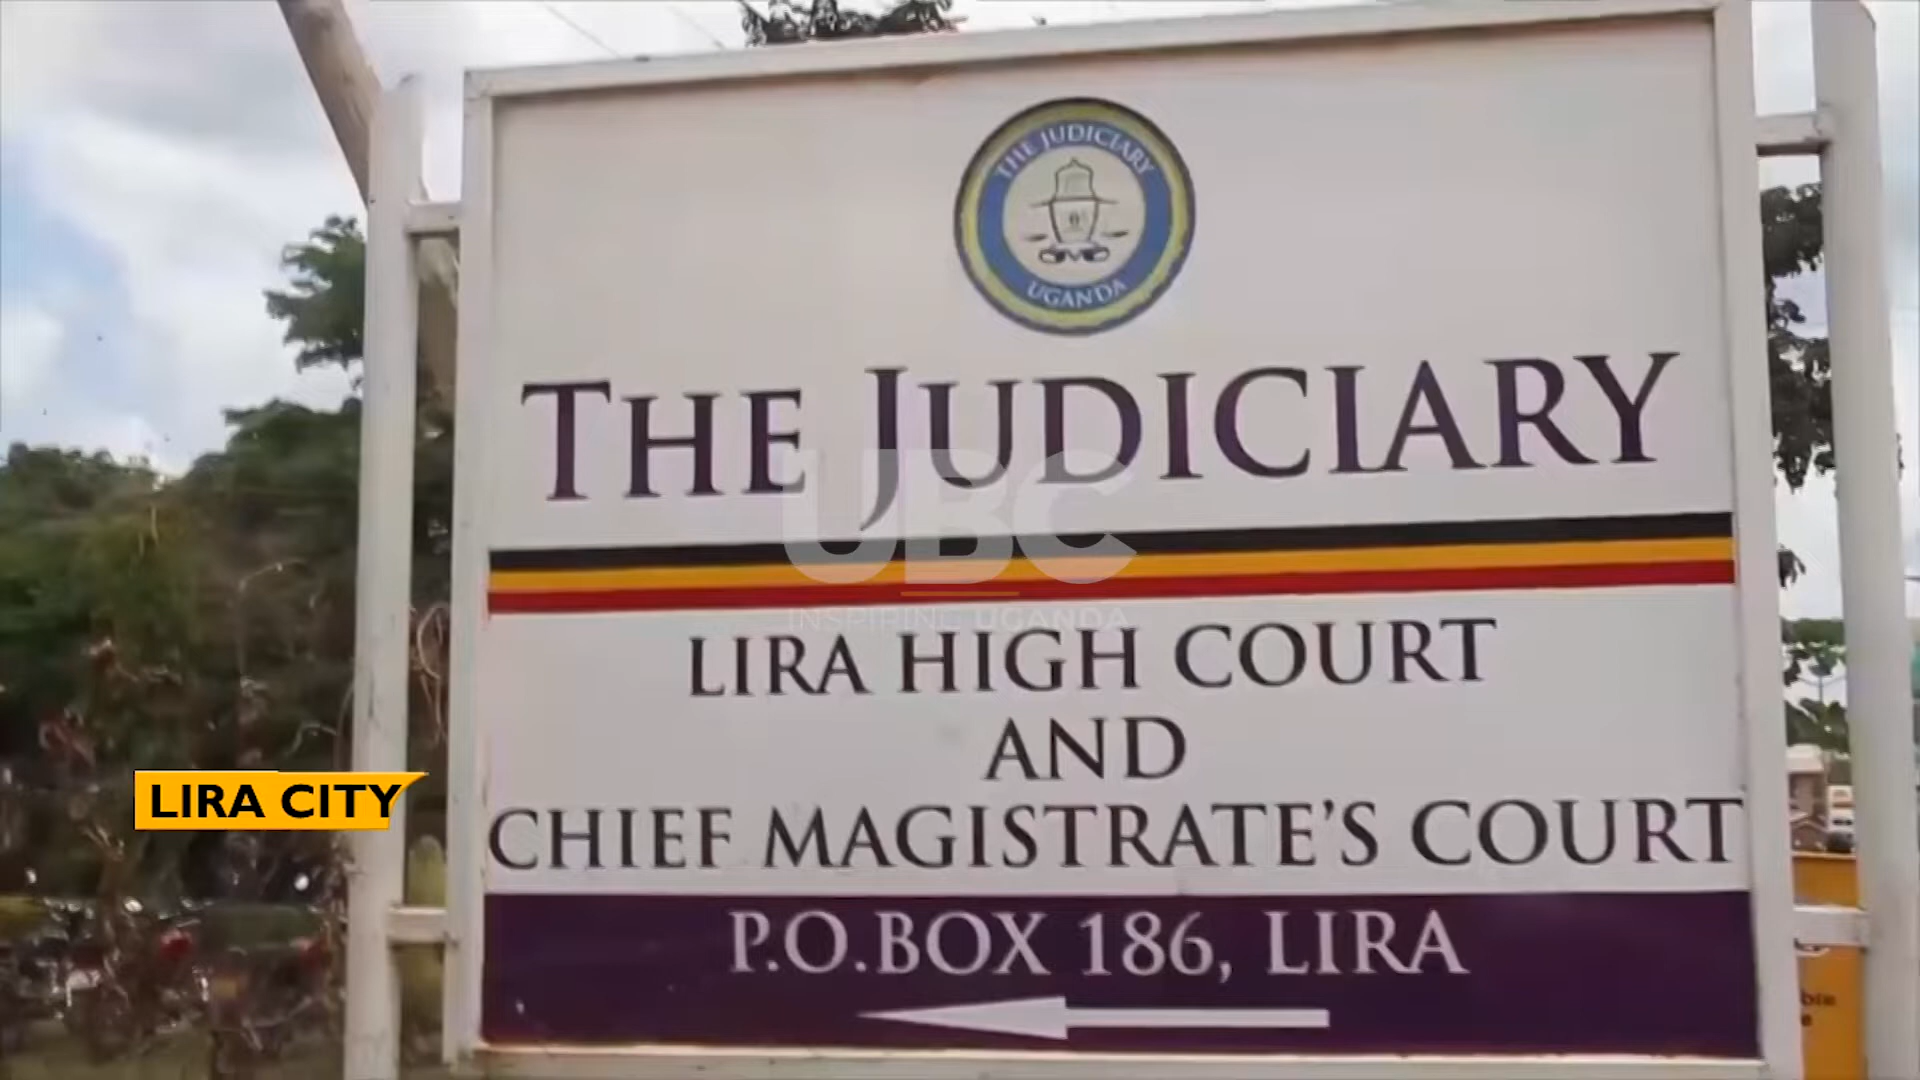 THE JUDICIARY
UGANDA
THE JUDICIARY
UBC
INSPIRING UGANDA
LIRA HIGH COURT
AND
CHIEF MAGISTRATE'S COURT
LIRA CITY
P.O.BOX 186, LIRA